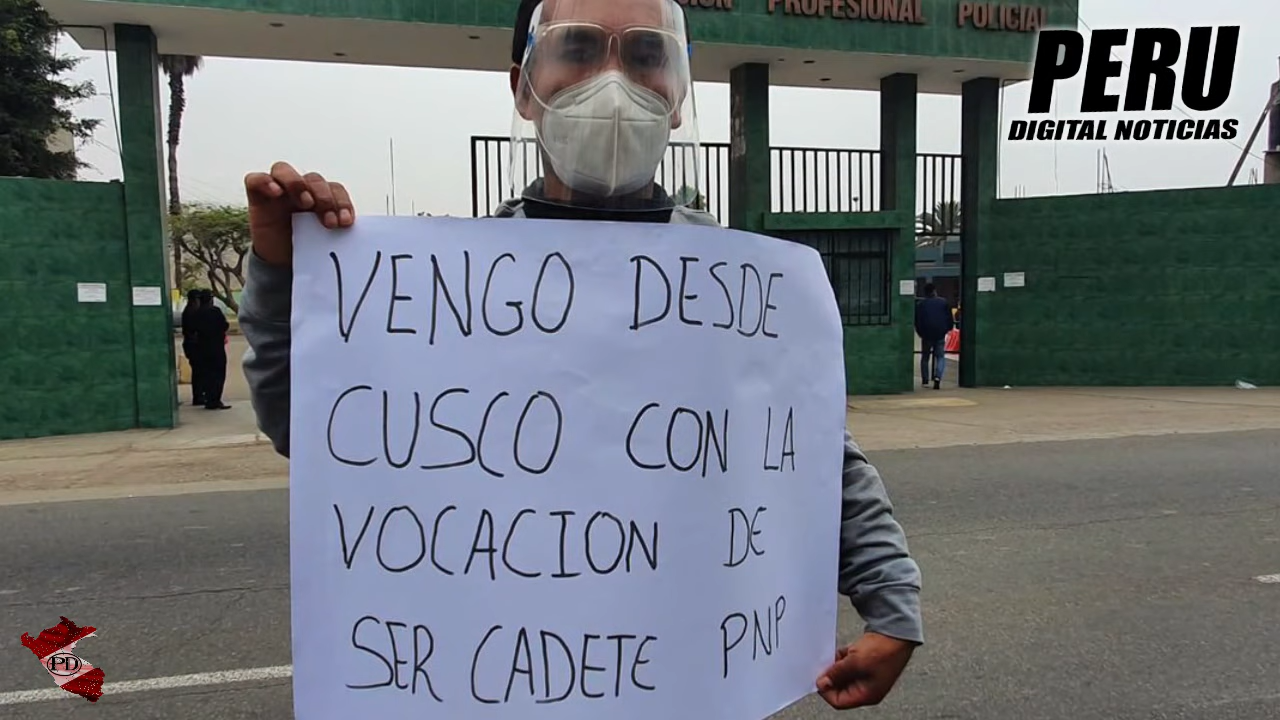 PROFESIONAL POLICIAL
PERU
DIGITAL NOTICIAS
VENGO DESDE
CUSCO CON LA
VOCACION DE
SER CADETE PNP
PD